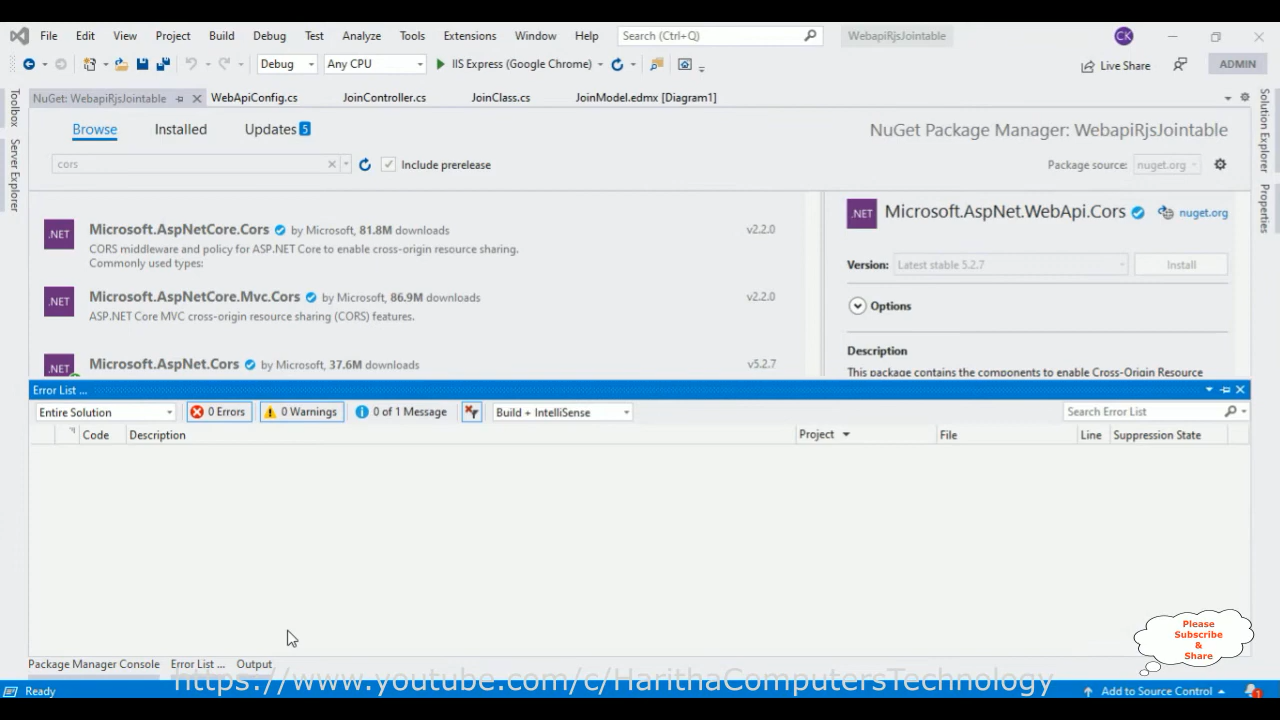 File Edit View Project Build Debug Test Analyze Tools Extensions Window Help Search (Ctrl+Q) WebapiRjsJointable CK
Debug Any CPU IIS Express (Google Chrome) Live Share ADMIN
NuGet: WebapiRjsJointable WebApiConfig.cs JoinController.cs JoinClass.cs JoinModel.edmx [Diagram1]
Toolbox
Server Explorer
Solution Explorer
Properties
Browse Installed Updates 5 NuGet Package Manager: WebapiRjsJointable
cors Include prerelease Package source: nuget.org
.NET Microsoft.AspNetCore.Cors by Microsoft, 81.8M downloads v2.2.0
CORS middleware and policy for ASP.NET Core to enable cross-origin resource sharing.
Commonly used types:
.NET Microsoft.AspNetCore.Mvc.Cors by Microsoft, 86.9M downloads v2.2.0
ASP.NET Core MVC cross-origin resource sharing (CORS) features.
.NET Microsoft.AspNet.Cors by Microsoft, 37.6M downloads v5.2.7
.NET Microsoft.AspNet.WebApi.Cors nuget.org
Version: Latest stable 5.2.7 Install
Options
Description
This package contains the components to enable Cross-Origin Resource
Error List ...
Entire Solution 0 Errors 0 Warnings 0 of 1 Message Build + IntelliSense Search Error List
Code Description Project File Line Suppression State
Please
Subscribe
&
Share
Package Manager Console Error List ... Output
https://www.youtube.com/c/HarithaComputersTechnology
Ready Add to Source Control 1